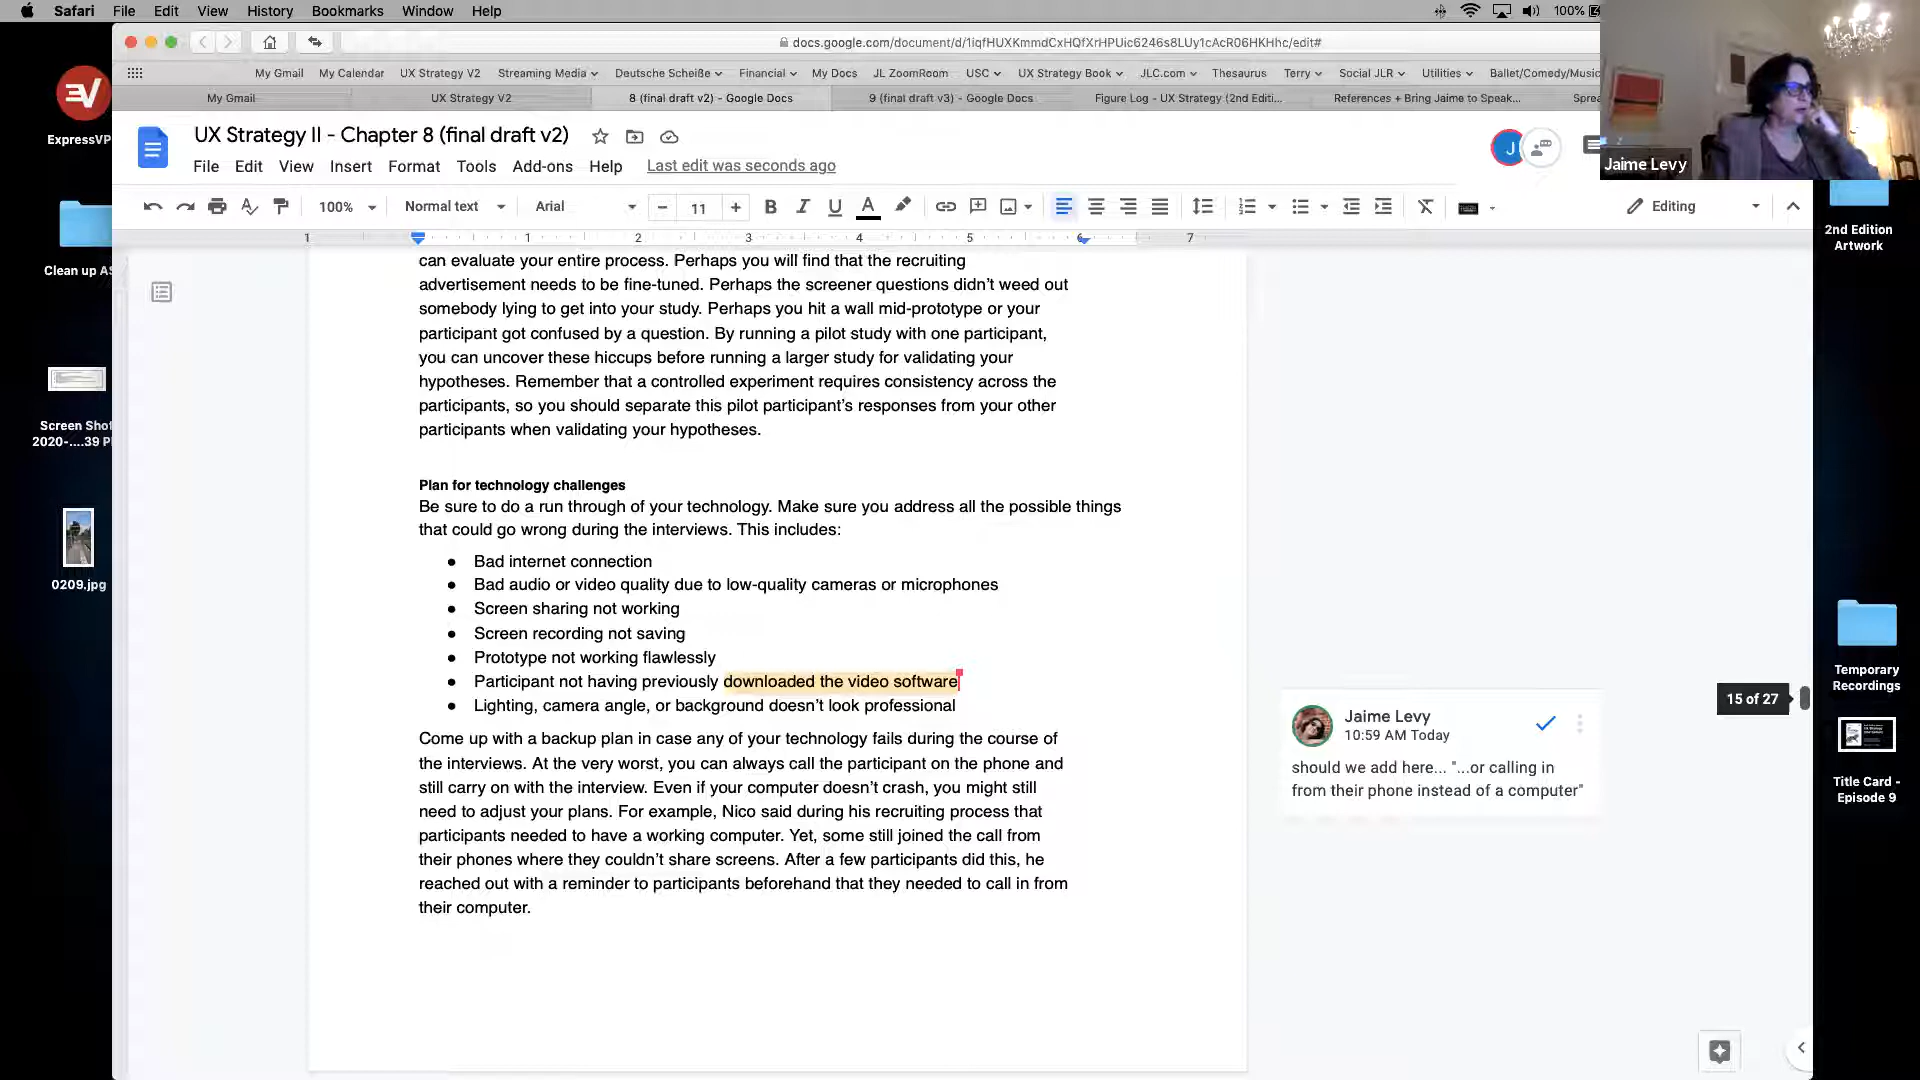 Safari File Edit View History Bookmarks Window Help 100%
docs.google.com/document/d/1iqfHUXKmmdCxHQfXrHPUic6246s8LUy1cAcR06HKHhc/edit#
My Gmail My Calendar UX Strategy V2 Streaming Media Deutsche Scheiße Financial My Docs JL ZoomRoom USC UX Strategy Book JLC.com Thesaurus Terry Social JLR Utilities Ballet/Comedy/Music
My Gmail UX Strategy V2 8 (final draft v2) - Google Docs 9 (final draft v3) - Google Docs Figure Log - UX Strategy (2nd Editi... References + Bring Jaime to Speak... Sprea
UX Strategy II - Chapter 8 (final draft v2)
File Edit View Insert Format Tools Add-ons Help Last edit was seconds ago
J
Jaime Levy
100% Normal text Arial 11 B I U A Editing
1 1 2 3 4 5 6 7
can evaluate your entire process. Perhaps you will find that the recruiting
advertisement needs to be fine-tuned. Perhaps the screener questions didn’t weed out
somebody lying to get into your study. Perhaps you hit a wall mid-prototype or your
participant got confused by a question. By running a pilot study with one participant,
you can uncover these hiccups before running a larger study for validating your
hypotheses. Remember that a controlled experiment requires consistency across the
participants, so you should separate this pilot participant’s responses from your other
participants when validating your hypotheses.
Plan for technology challenges
Be sure to do a run through of your technology. Make sure you address all the possible things
that could go wrong during the interviews. This includes:
● Bad internet connection
● Bad audio or video quality due to low-quality cameras or microphones
● Screen sharing not working
● Screen recording not saving
● Prototype not working flawlessly
● Participant not having previously downloaded the video software
● Lighting, camera angle, or background doesn’t look professional
Come up with a backup plan in case any of your technology fails during the course of
the interviews. At the very worst, you can always call the participant on the phone and
still carry on with the interview. Even if your computer doesn’t crash, you might still
need to adjust your plans. For example, Nico said during his recruiting process that
participants needed to have a working computer. Yet, some still joined the call from
their phones where they couldn’t share screens. After a few participants did this, he
reached out with a reminder to participants beforehand that they needed to call in from
their computer.
Jaime Levy
10:59 AM Today
should we add here... "...or calling in
from their phone instead of a computer"
15 of 27
ExpressVP
Clean up AS
Screen Shot
2020-....39 P
0209.jpg
2nd Edition
Artwork
Temporary
Recordings
Title Card -
Episode 9